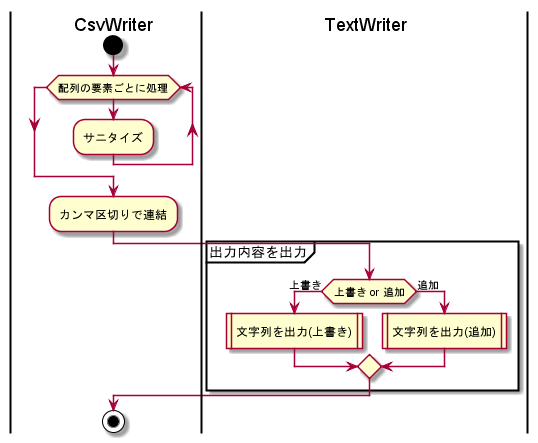 CsvWriter
TextWriter
配列の要素ごとに処理
サニタイズ
カンマ区切りで連結
出力内容を出力
上書き
上書き or 追加
追加
文字列を出力(上書き)
文字列を出力(追加)